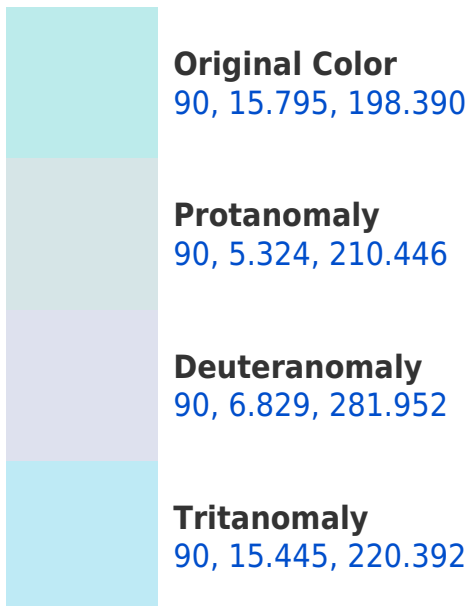 Original Color
90, 15.795, 198.390
Protanomaly
90, 5.324, 210.446
Deuteranomaly
90, 6.829, 281.952
Tritanomaly
90, 15.445, 220.392